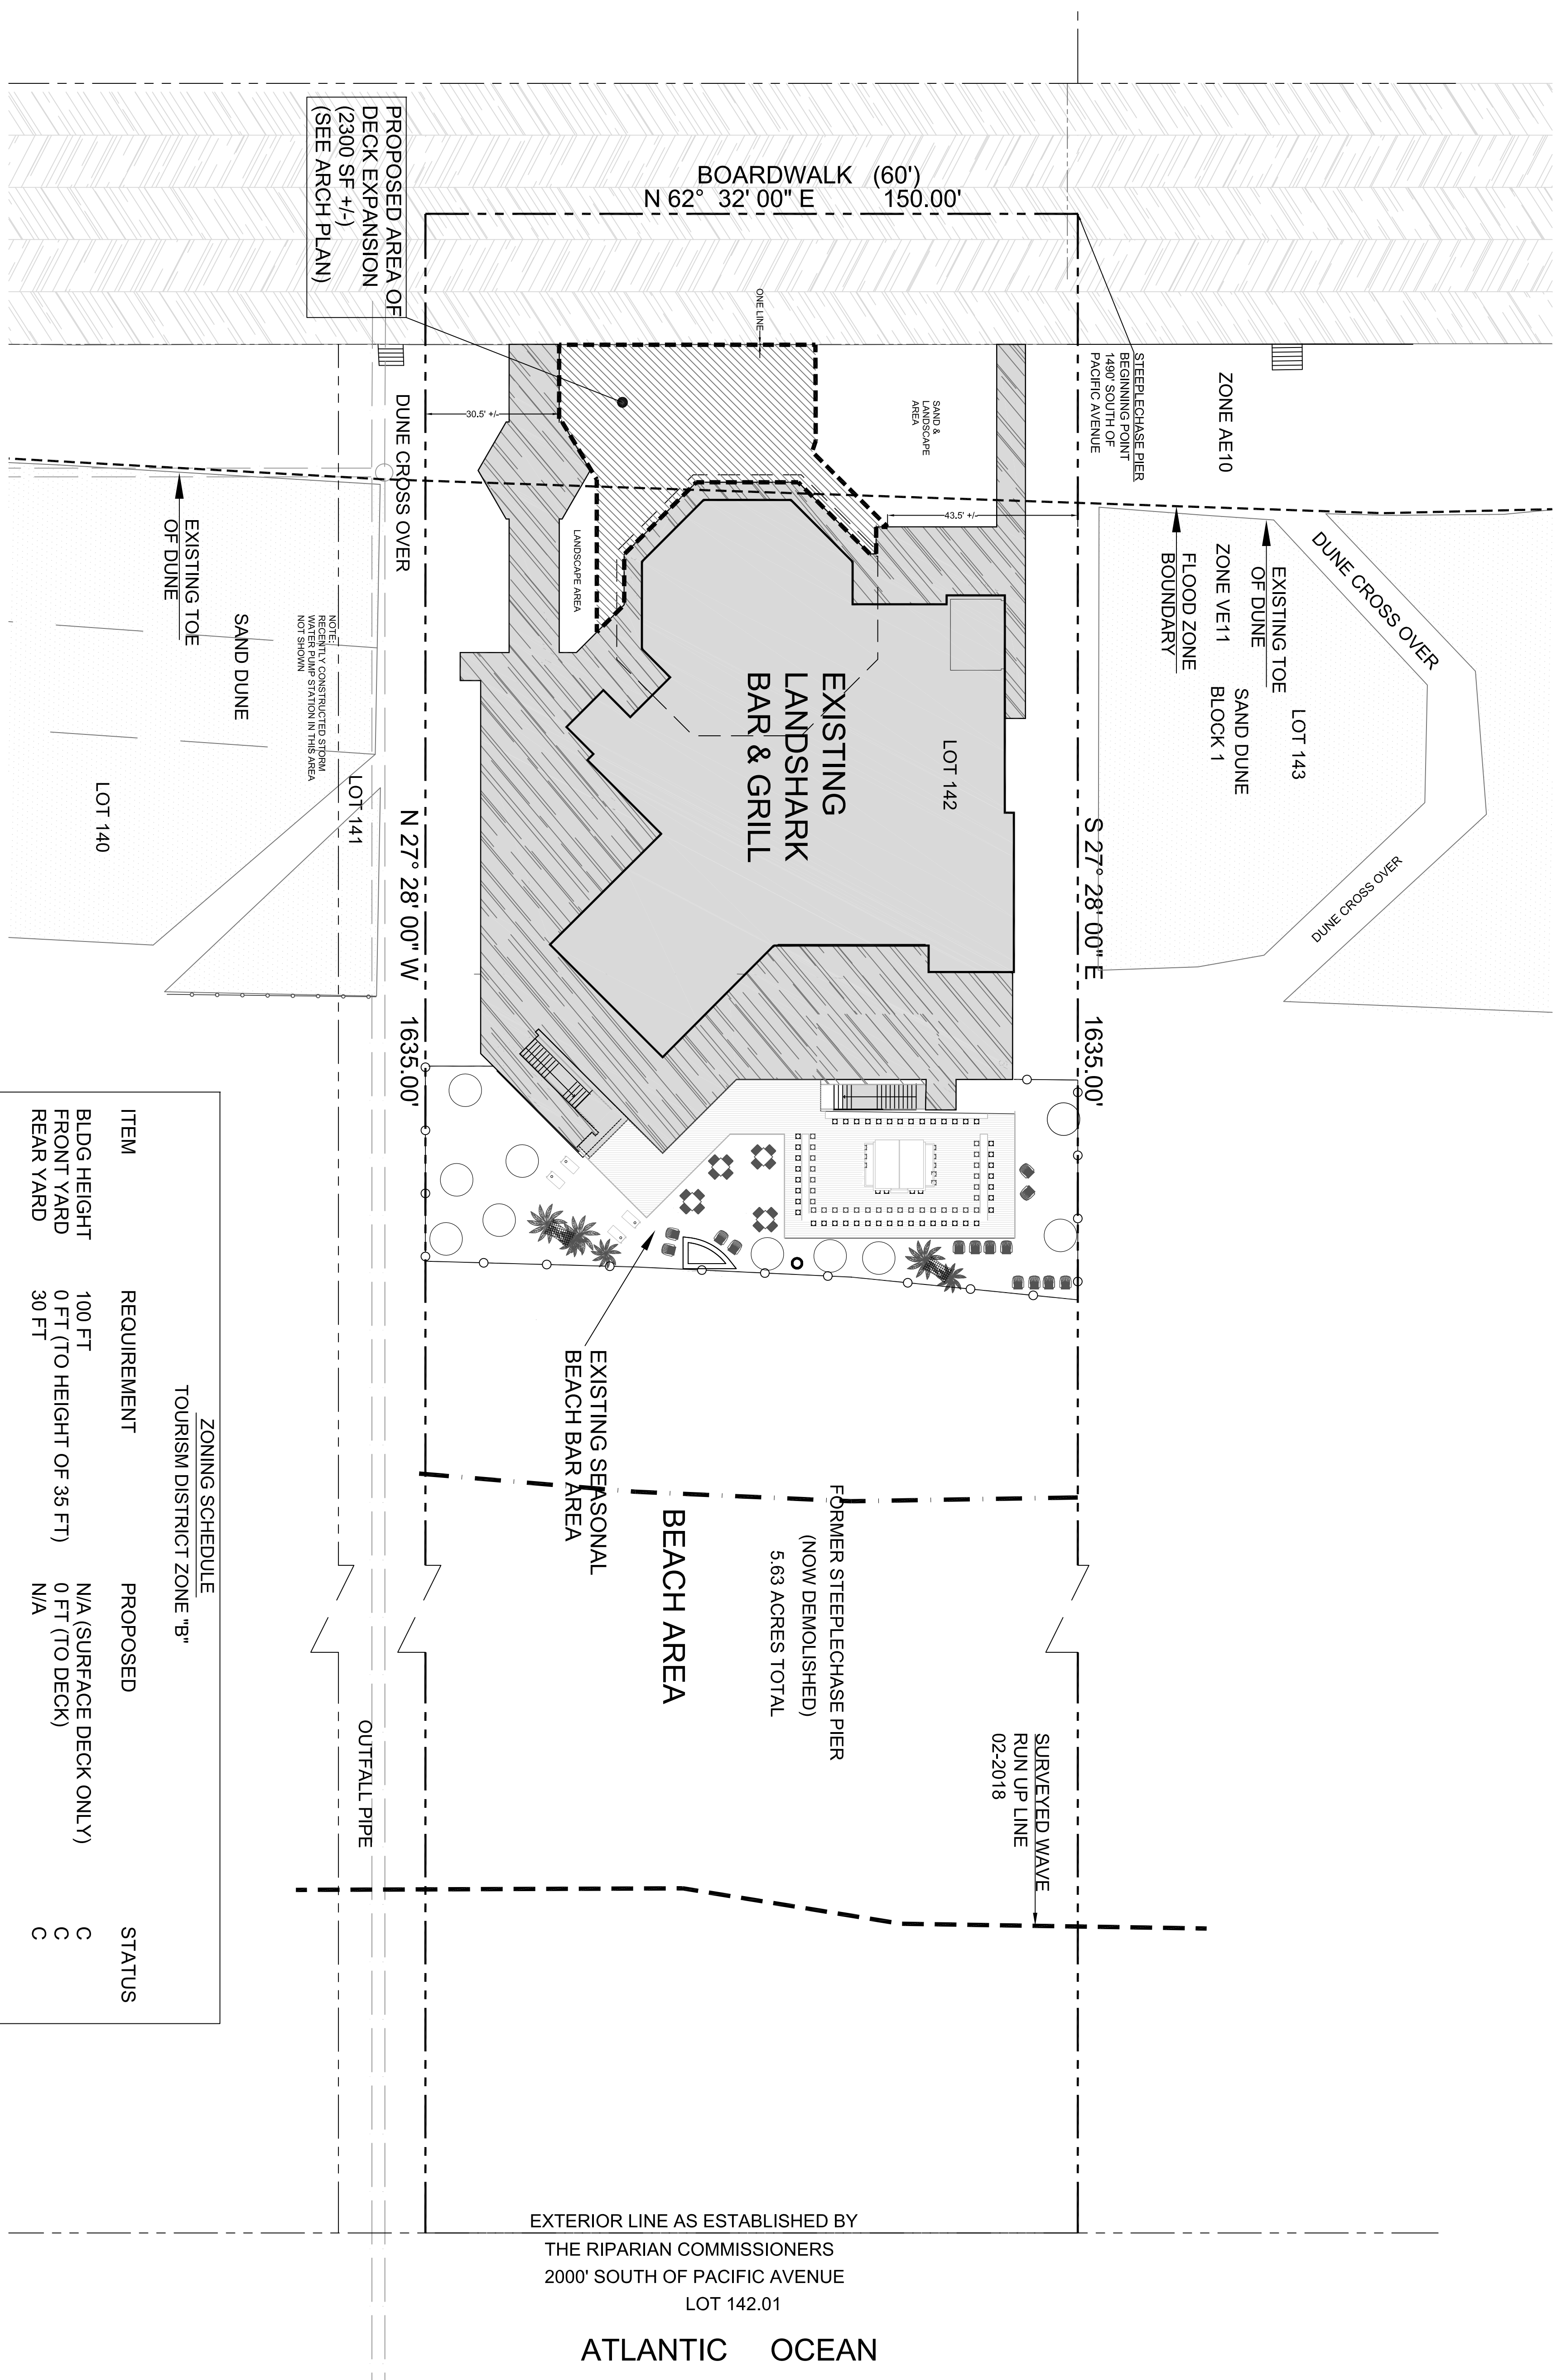 BOARDWALK (60')
N 62° 32' 00" E 150.00'
PROPOSED AREA OF
DECK EXPANSION
(2300 SF +/-)
(SEE ARCH PLAN)
ONE LINE
STEEPLECHASE PIER
BEGINNING POINT
1490' SOUTH OF
PACIFIC AVENUE
ZONE AE10
SAND &
LANDSCAPE
AREA
30.5' +/-
43.5' +/-
DUNE CROSS OVER
EXISTING TOE
OF DUNE
SAND DUNE
LANDSCAPE AREA
FLOOD ZONE
BOUNDARY
ZONE VE11
EXISTING TOE
OF DUNE
DUNE CROSS OVER
SAND DUNE
BLOCK 1
LOT 143
NOTE:
RECENTLY CONSTRUCTED STORM
WATER PUMP STATION IN THIS AREA
NOT SHOWN
EXISTING
LANDSHARK
BAR & GRILL
LOT 142
LOT 140
LOT 141
DUNE CROSS OVER
N 27° 28' 00" W 1635.00'
S 27° 28' 00" E 1635.00'
EXISTING SEASONAL
BEACH BAR AREA
BEACH AREA
FORMER STEEPLECHASE PIER
(NOW DEMOLISHED)
5.63 ACRES TOTAL
SURVEYED WAVE
RUN UP LINE
02-2018
OUTFALL PIPE
ZONING SCHEDULE
TOURISM DISTRICT ZONE "B"
ITEM REQUIREMENT PROPOSED STATUS
BLDG HEIGHT 100 FT N/A (SURFACE DECK ONLY) C
FRONT YARD 0 FT (TO HEIGHT OF 35 FT) 0 FT (TO DECK) C
REAR YARD 30 FT N/A C
EXTERIOR LINE AS ESTABLISHED BY
THE RIPARIAN COMMISSIONERS
2000' SOUTH OF PACIFIC AVENUE
LOT 142.01
ATLANTIC OCEAN